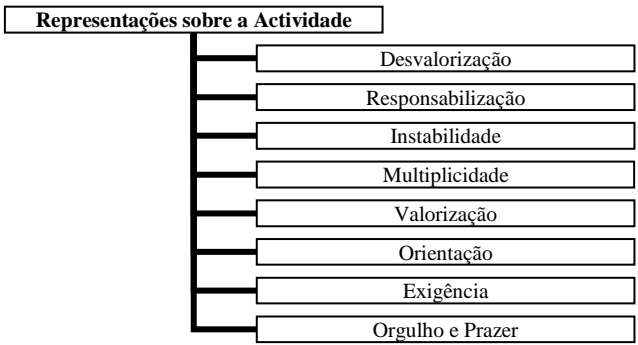 Representações sobre a Actividade
Desvalorização
Responsabilização
Instabilidade
Multiplicidade
Valorização
Orientação
Exigência
Orgulho e Prazer